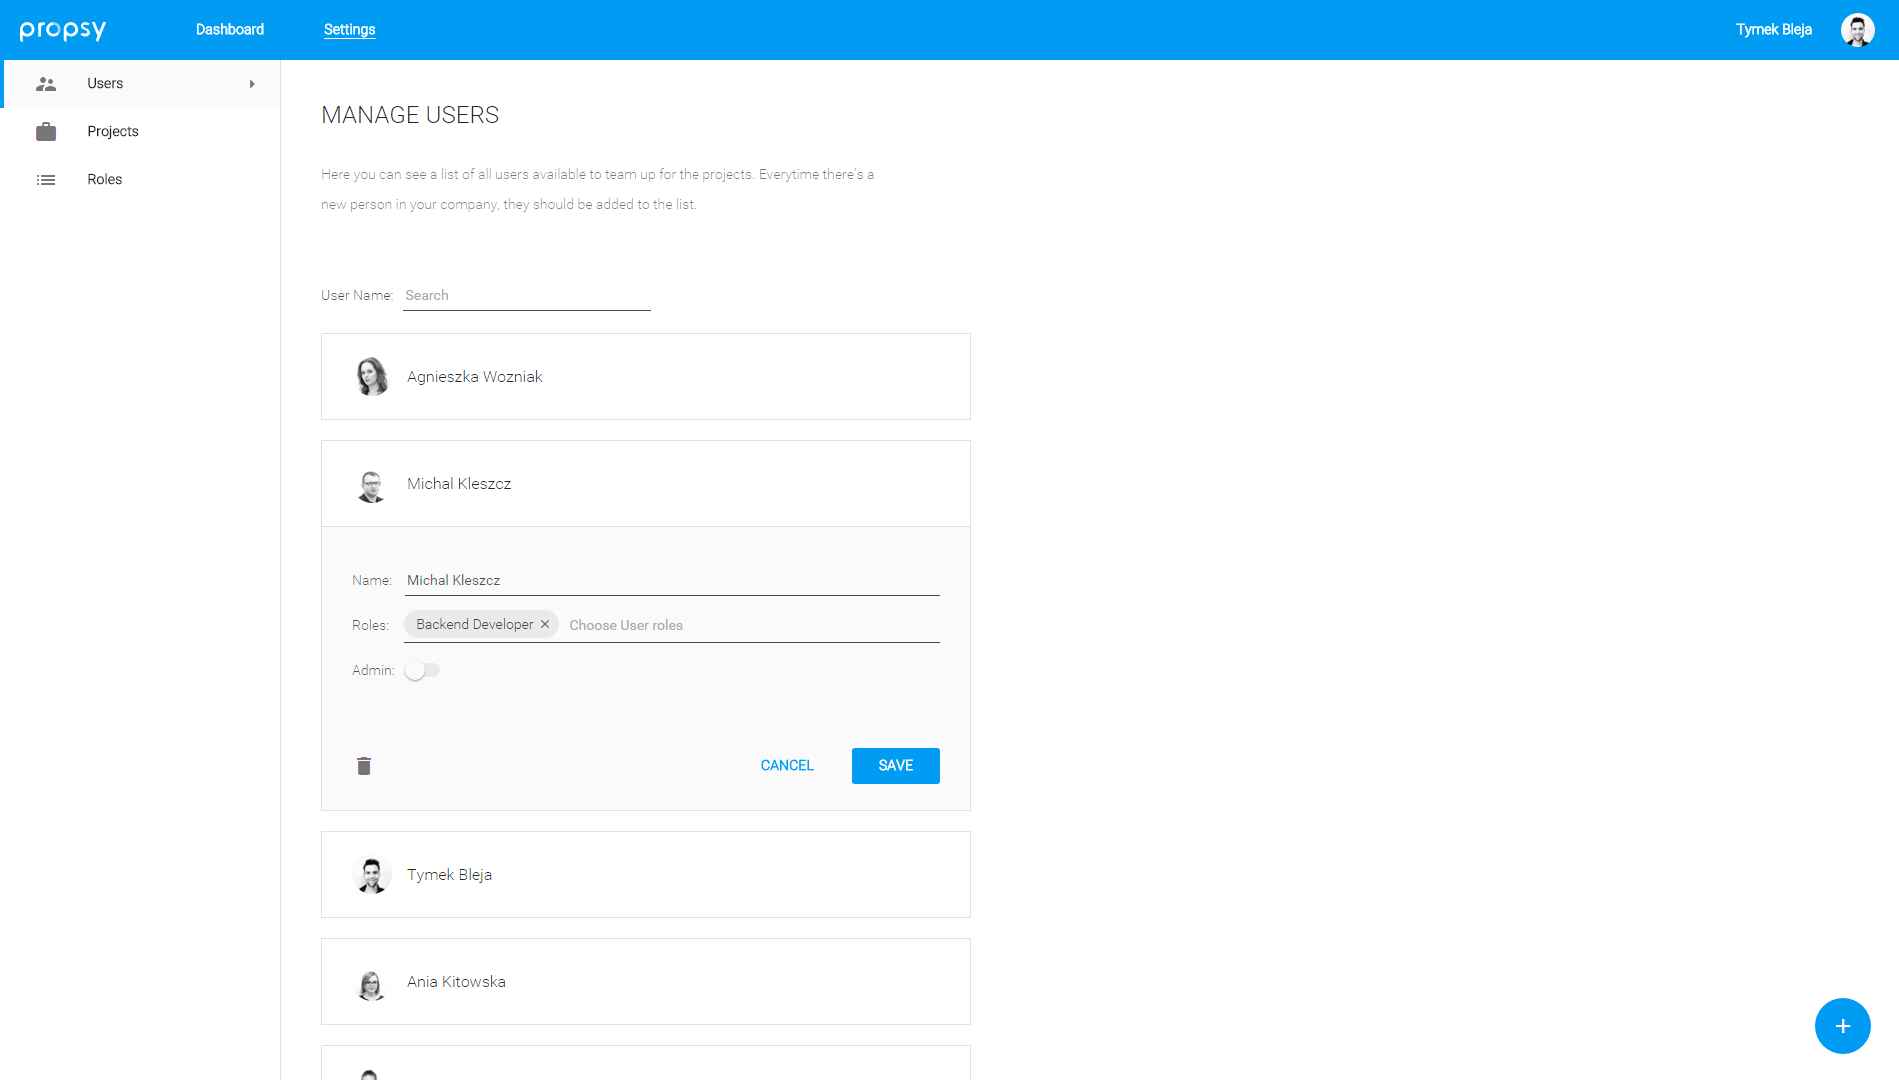 propsy
Dashboard
Settings
Tymek Bleja
Users
Projects
Roles
MANAGE USERS
Here you can see a list of all users available to team up for the projects. Everytime there's a
new person in your company, they should be added to the list.
User Name: Search
Agnieszka Wozniak
Michal Kleszcz
Name: Michal Kleszcz
Roles: Backend Developer Choose User roles
Admin:
CANCEL SAVE
Tymek Bleja
Ania Kitowska